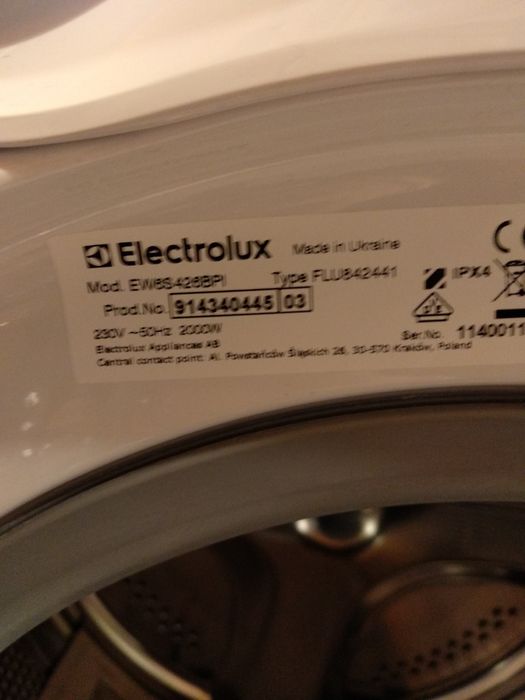 Electrolux Made in Ukraine
Mod. EW6S426BPI Type FLU842441
IPX4
Prod.No. 914340445 03
230V ~50Hz 2000W
Ser.No. 1140011
Electrolux Appliances AB
Central contact point: Al. Powstańców Śląskich 26, 30-570 Kraków, Poland